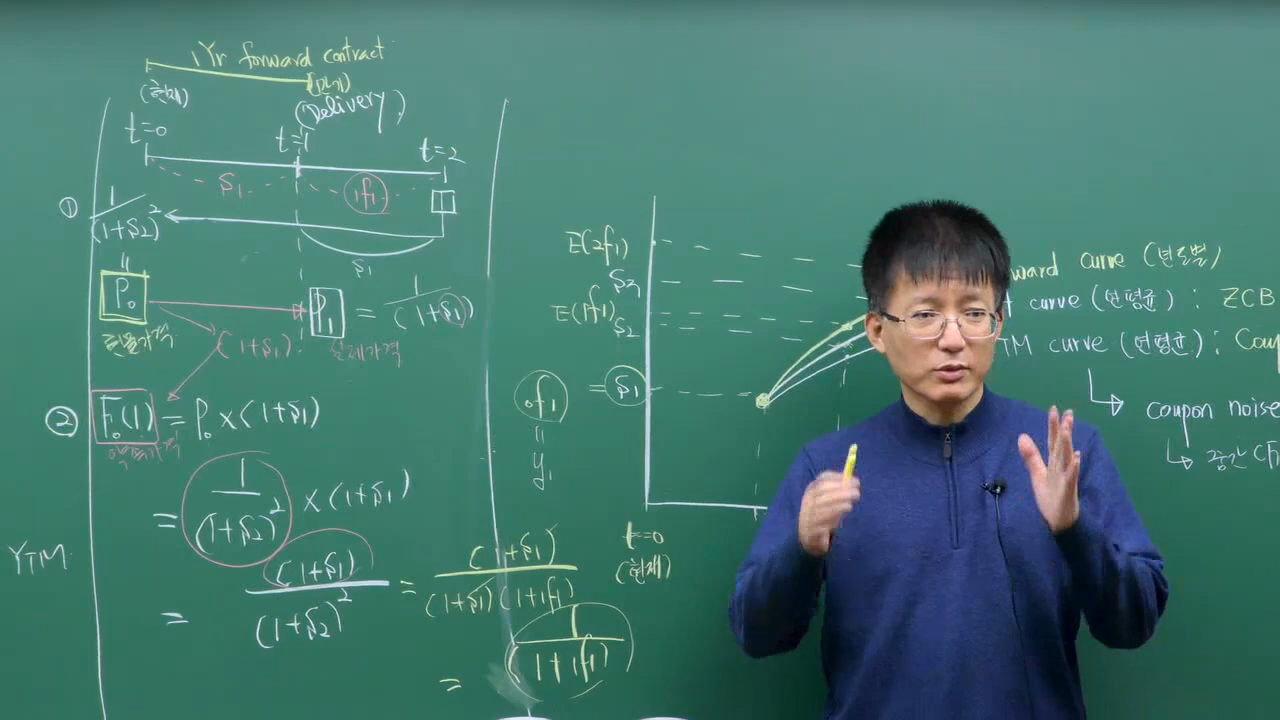 1Yr forward contract
(현재)
(만기)
(Delivery)
t=0
t=1
t=2
S₁
₁f₁
①
1
(1+S₂)²
1
S₁
"
P₀
P₁ = 1/(1+S₁)
현물가격
(1+S₁)
실제가격
② F₀(1) = P₀ × (1+S₁)
= 1/(1+S₂)² × (1+S₁)
YTM
= (1+S₁)/(1+S₂)² = (1+S₁)/(1+S₁)(1+₁f₁)
= 1/(1+₁f₁)
E(₂f₁)
S₃
E(₁f₁)
S₂
₀f₁ = S₁
"
y₁
t=0
(현재)
ward curve (년도별)
t curve (연평균) : ZCB
TM curve (연평균) : Cou
coupon noise
중간 CF